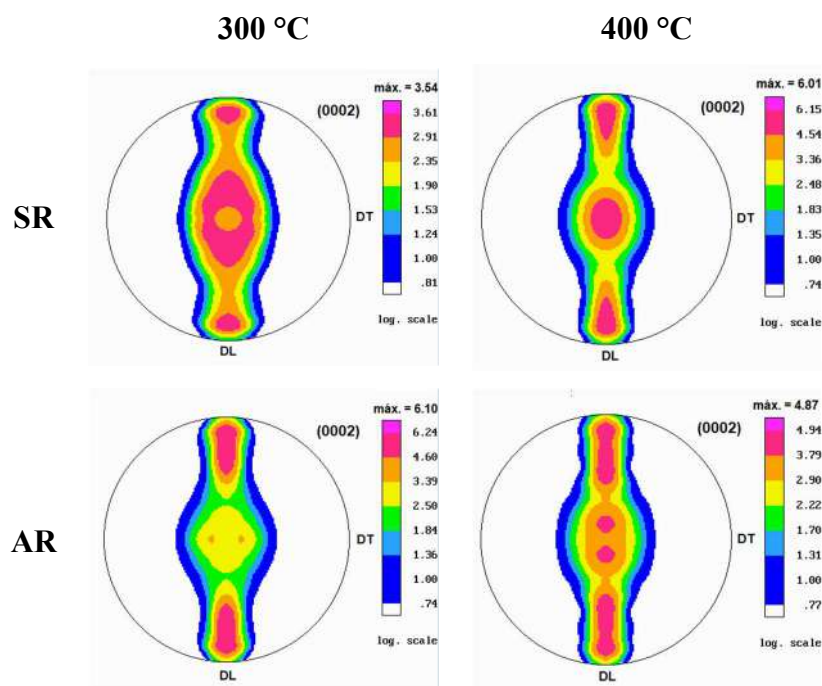 300 °C
400 °C
SR
máx. = 3.54
(0002)
3.61
2.91
2.35
1.90
1.53
1.24
1.00
.81
DT
log. scale
DL
máx. = 6.01
(0002)
6.15
4.54
3.36
2.48
1.83
1.35
1.00
.74
DT
log. scale
DL
AR
máx. = 6.10
(0002)
6.24
4.60
3.39
2.50
1.84
1.36
1.00
.74
DT
log. scale
DL
máx. = 4.87
(0002)
4.94
3.79
2.90
2.22
1.70
1.31
1.00
.77
DT
log. scale
DL